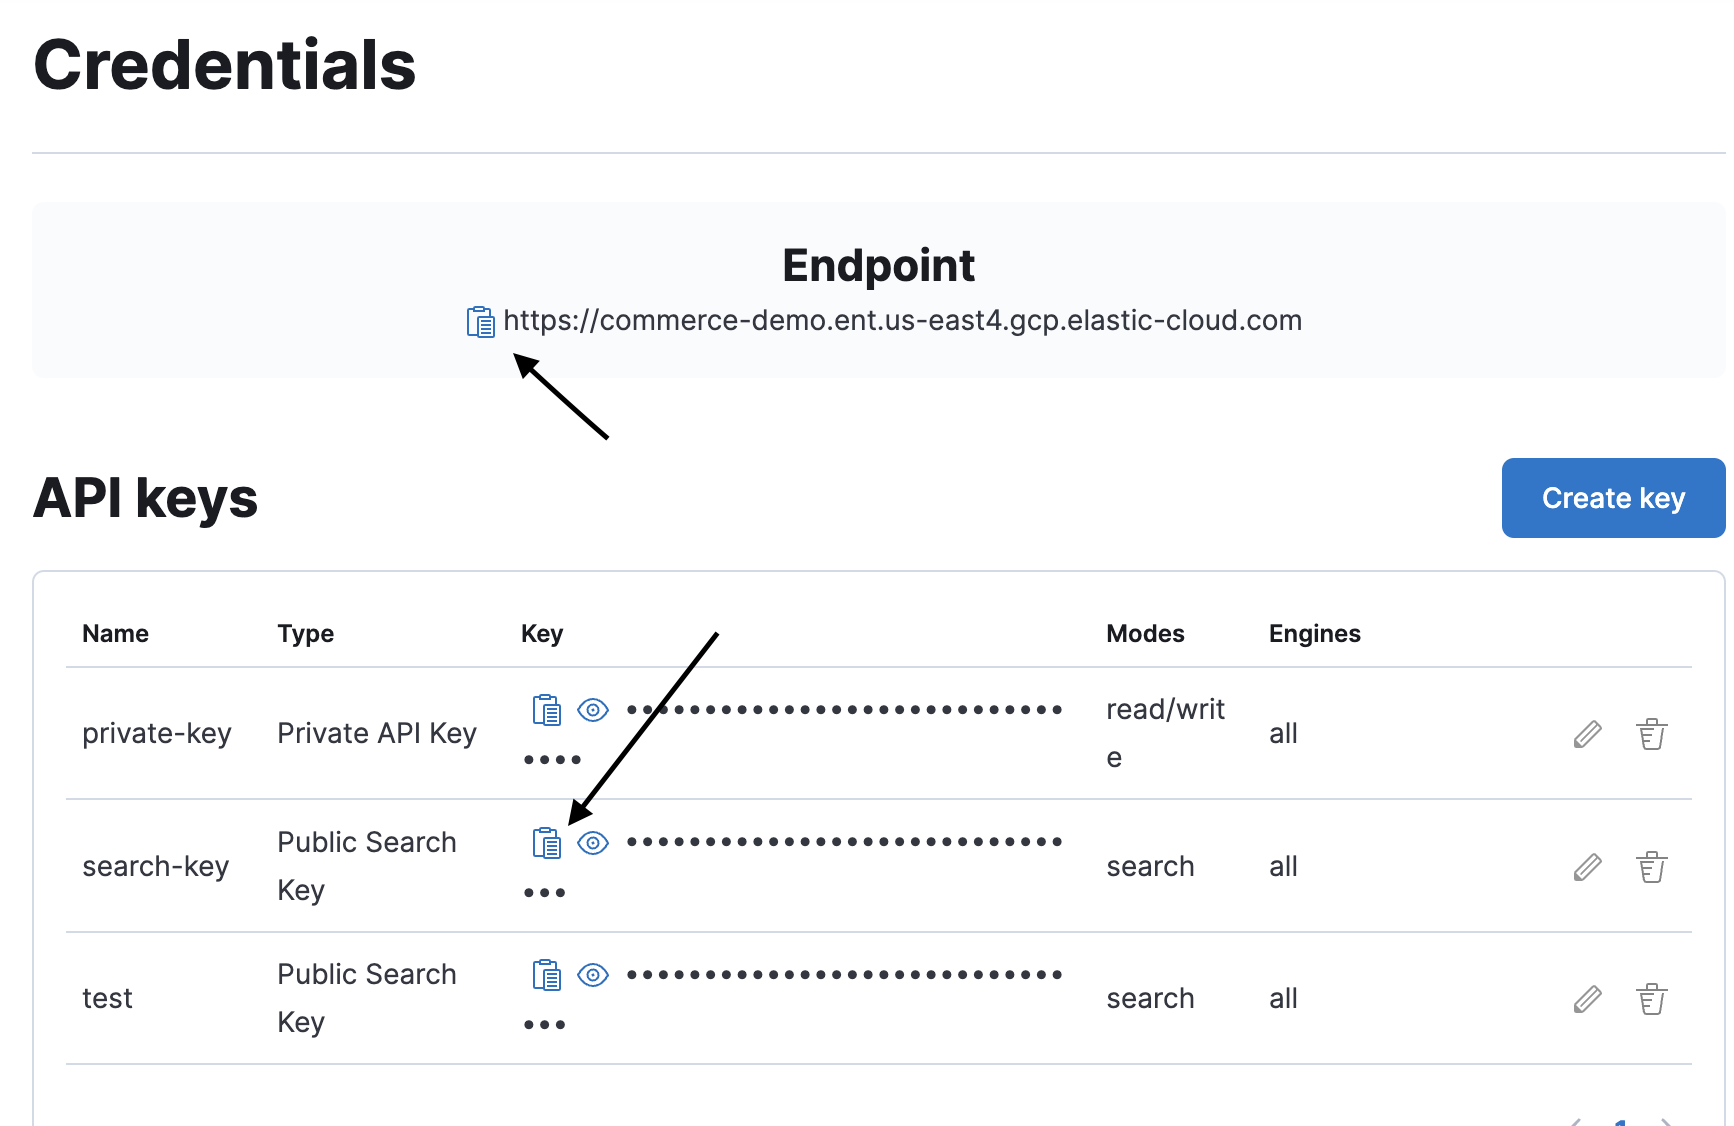 Credentials
Endpoint
https://commerce-demo.ent.us-east4.gcp.elastic-cloud.com
API keys
Create key
Name Type Key Modes Engines
private-key Private API Key ••••••••••••••••••••••••••••
••••
read/writ
e
all
search-key Public Search
Key
••••••••••••••••••••••••••••
•••
search all
test Public Search
Key
••••••••••••••••••••••••••••
•••
search all
1